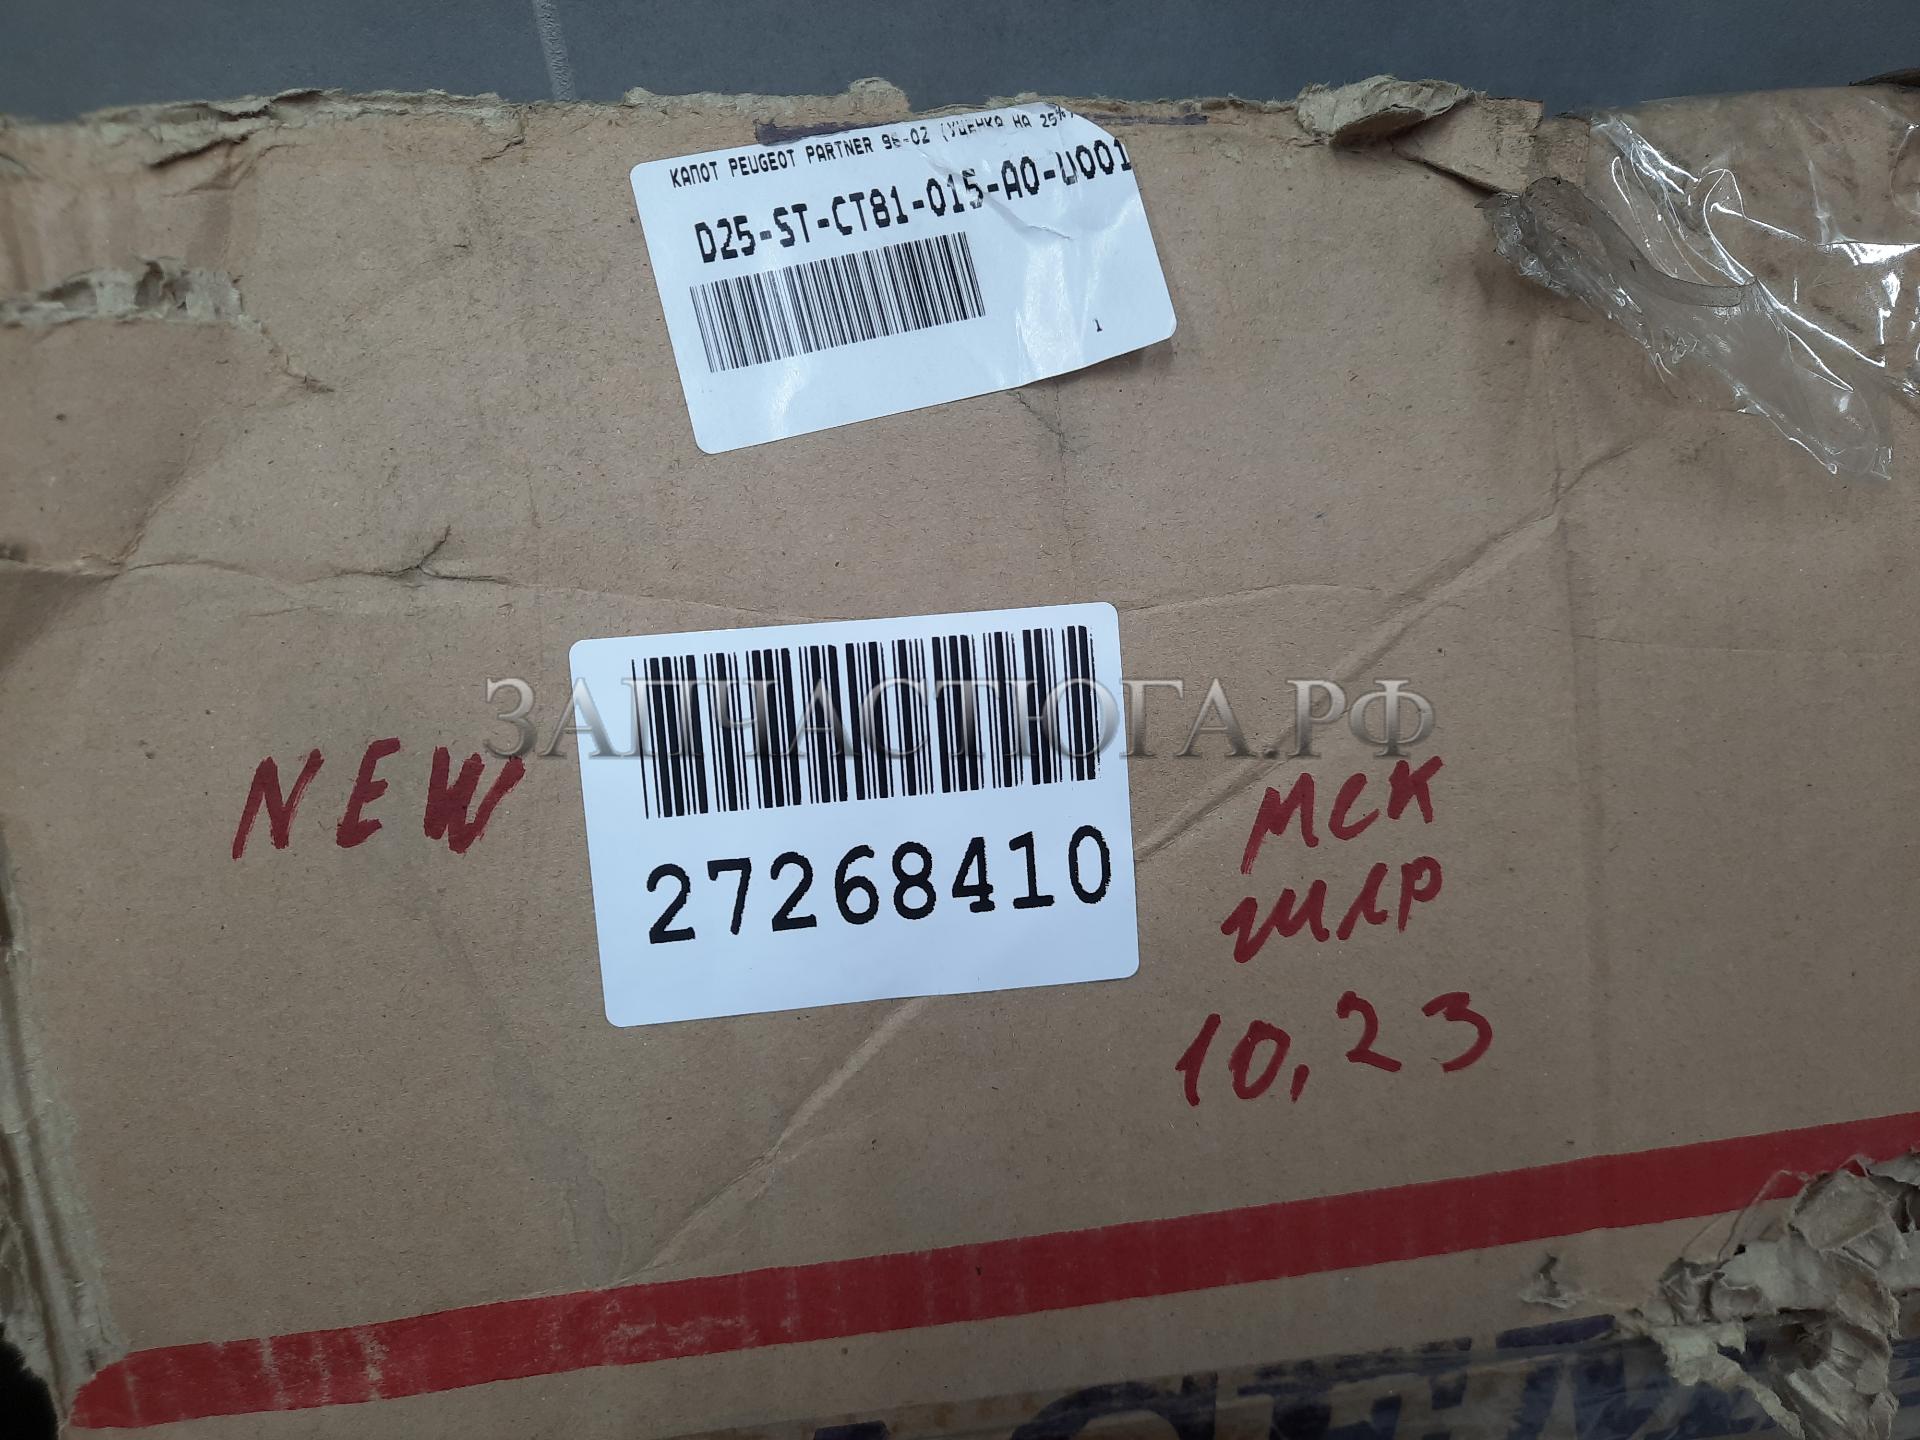 КАПОТ PEUGEOT PARTNER 96-02 (УЦЕНКА НА 25%)
D25-ST-CT81-015-A0-U001
1
ЗАПЧАСТЮГА.РФ
NEW
27268410
МСК
10,23